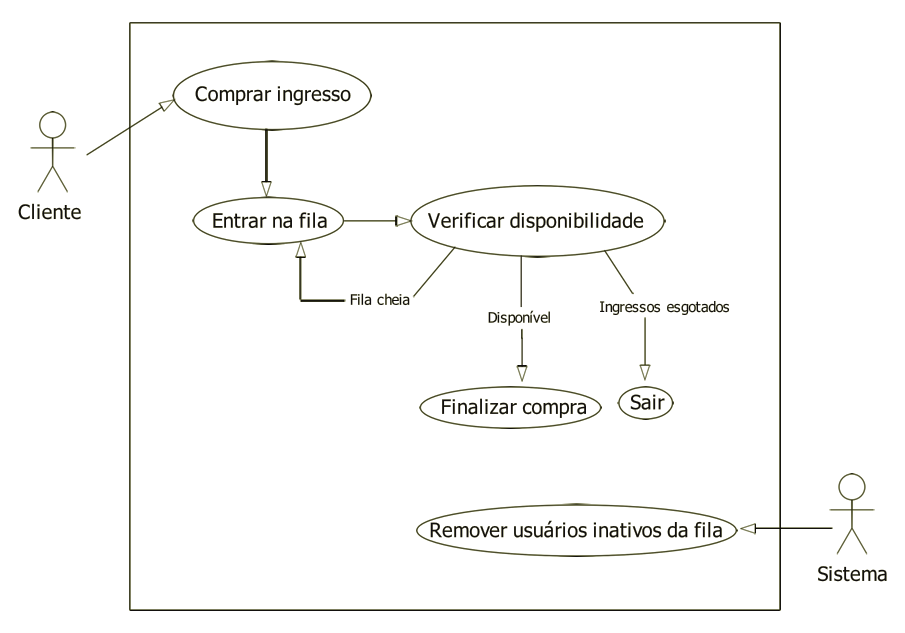 Comprar ingresso
Cliente
Entrar na fila
Verificar disponibilidade
Fila cheia
Disponível
Ingressos esgotados
Finalizar compra
Sair
Remover usuários inativos da fila
Sistema